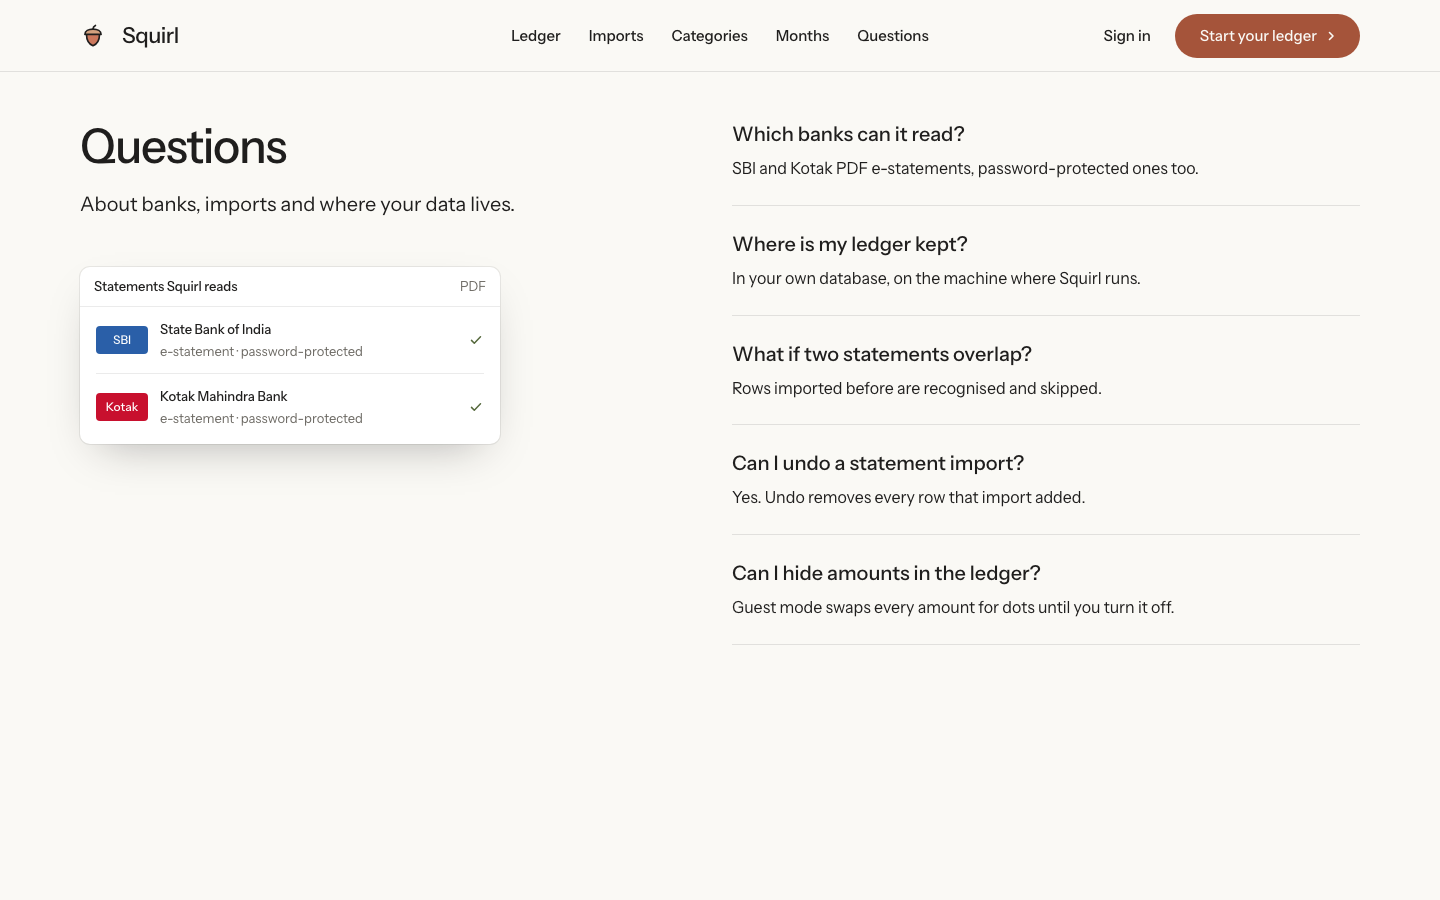 Squirl
Ledger
Imports
Categories
Months
Questions
Sign in
Start your ledger
Questions
About banks, imports and where your data lives.
Statements Squirl reads
PDF
SBI
State Bank of India
e-statement · password-protected
Kotak
Kotak Mahindra Bank
e-statement · password-protected
Which banks can it read?
SBI and Kotak PDF e-statements, password-protected ones too.
Where is my ledger kept?
In your own database, on the machine where Squirl runs.
What if two statements overlap?
Rows imported before are recognised and skipped.
Can I undo a statement import?
Yes. Undo removes every row that import added.
Can I hide amounts in the ledger?
Guest mode swaps every amount for dots until you turn it off.